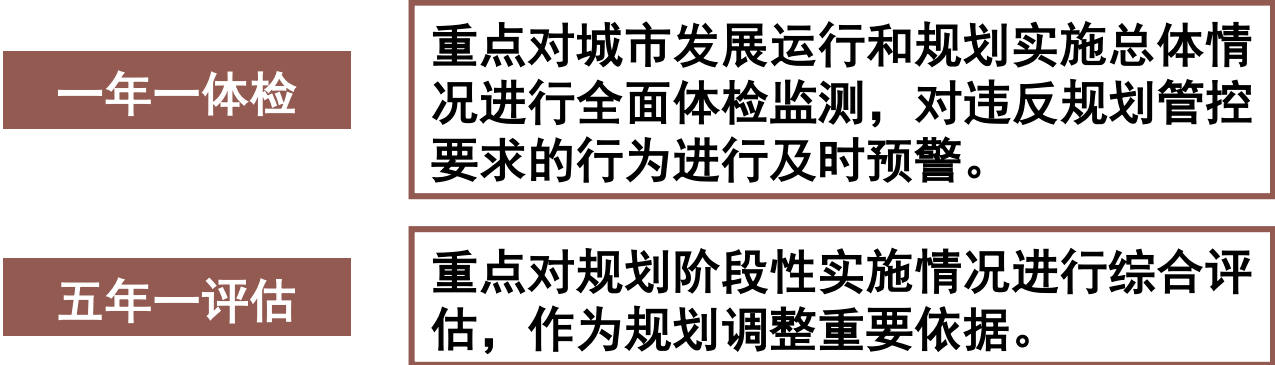 一年一体检
重点对城市发展运行和规划实施总体情
况进行全面体检监测，对违反规划管控
要求的行为进行及时预警。
五年一评估
重点对规划阶段性实施情况进行综合评
估，作为规划调整重要依据。